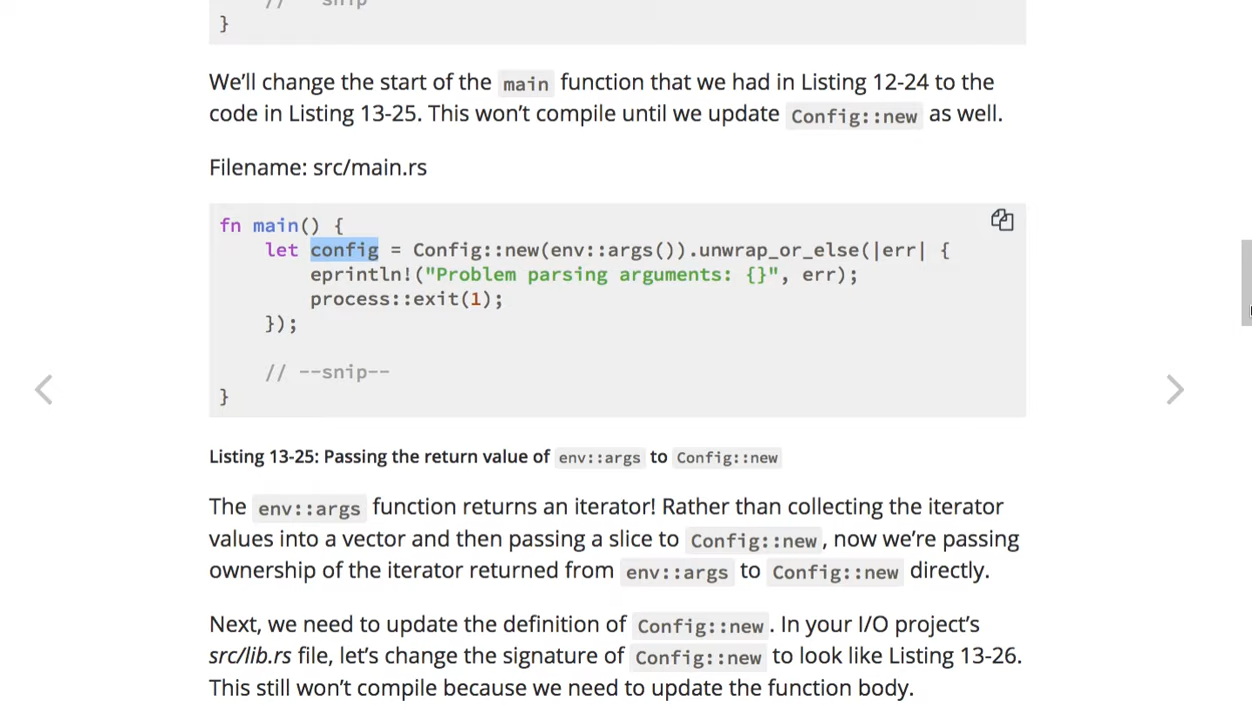 // --snip--
}
We’ll change the start of the main function that we had in Listing 12-24 to the
code in Listing 13-25. This won’t compile until we update Config::new as well.
Filename: src/main.rs
fn main() {
    let config = Config::new(env::args()).unwrap_or_else(|err| {
        eprintln!("Problem parsing arguments: {}", err);
        process::exit(1);
    });
    // --snip--
}
Listing 13-25: Passing the return value of env::args to Config::new
The env::args function returns an iterator! Rather than collecting the iterator
values into a vector and then passing a slice to Config::new, now we’re passing
ownership of the iterator returned from env::args to Config::new directly.
Next, we need to update the definition of Config::new. In your I/O project’s
src/lib.rs file, let’s change the signature of Config::new to look like Listing 13-26.
This still won’t compile because we need to update the function body.